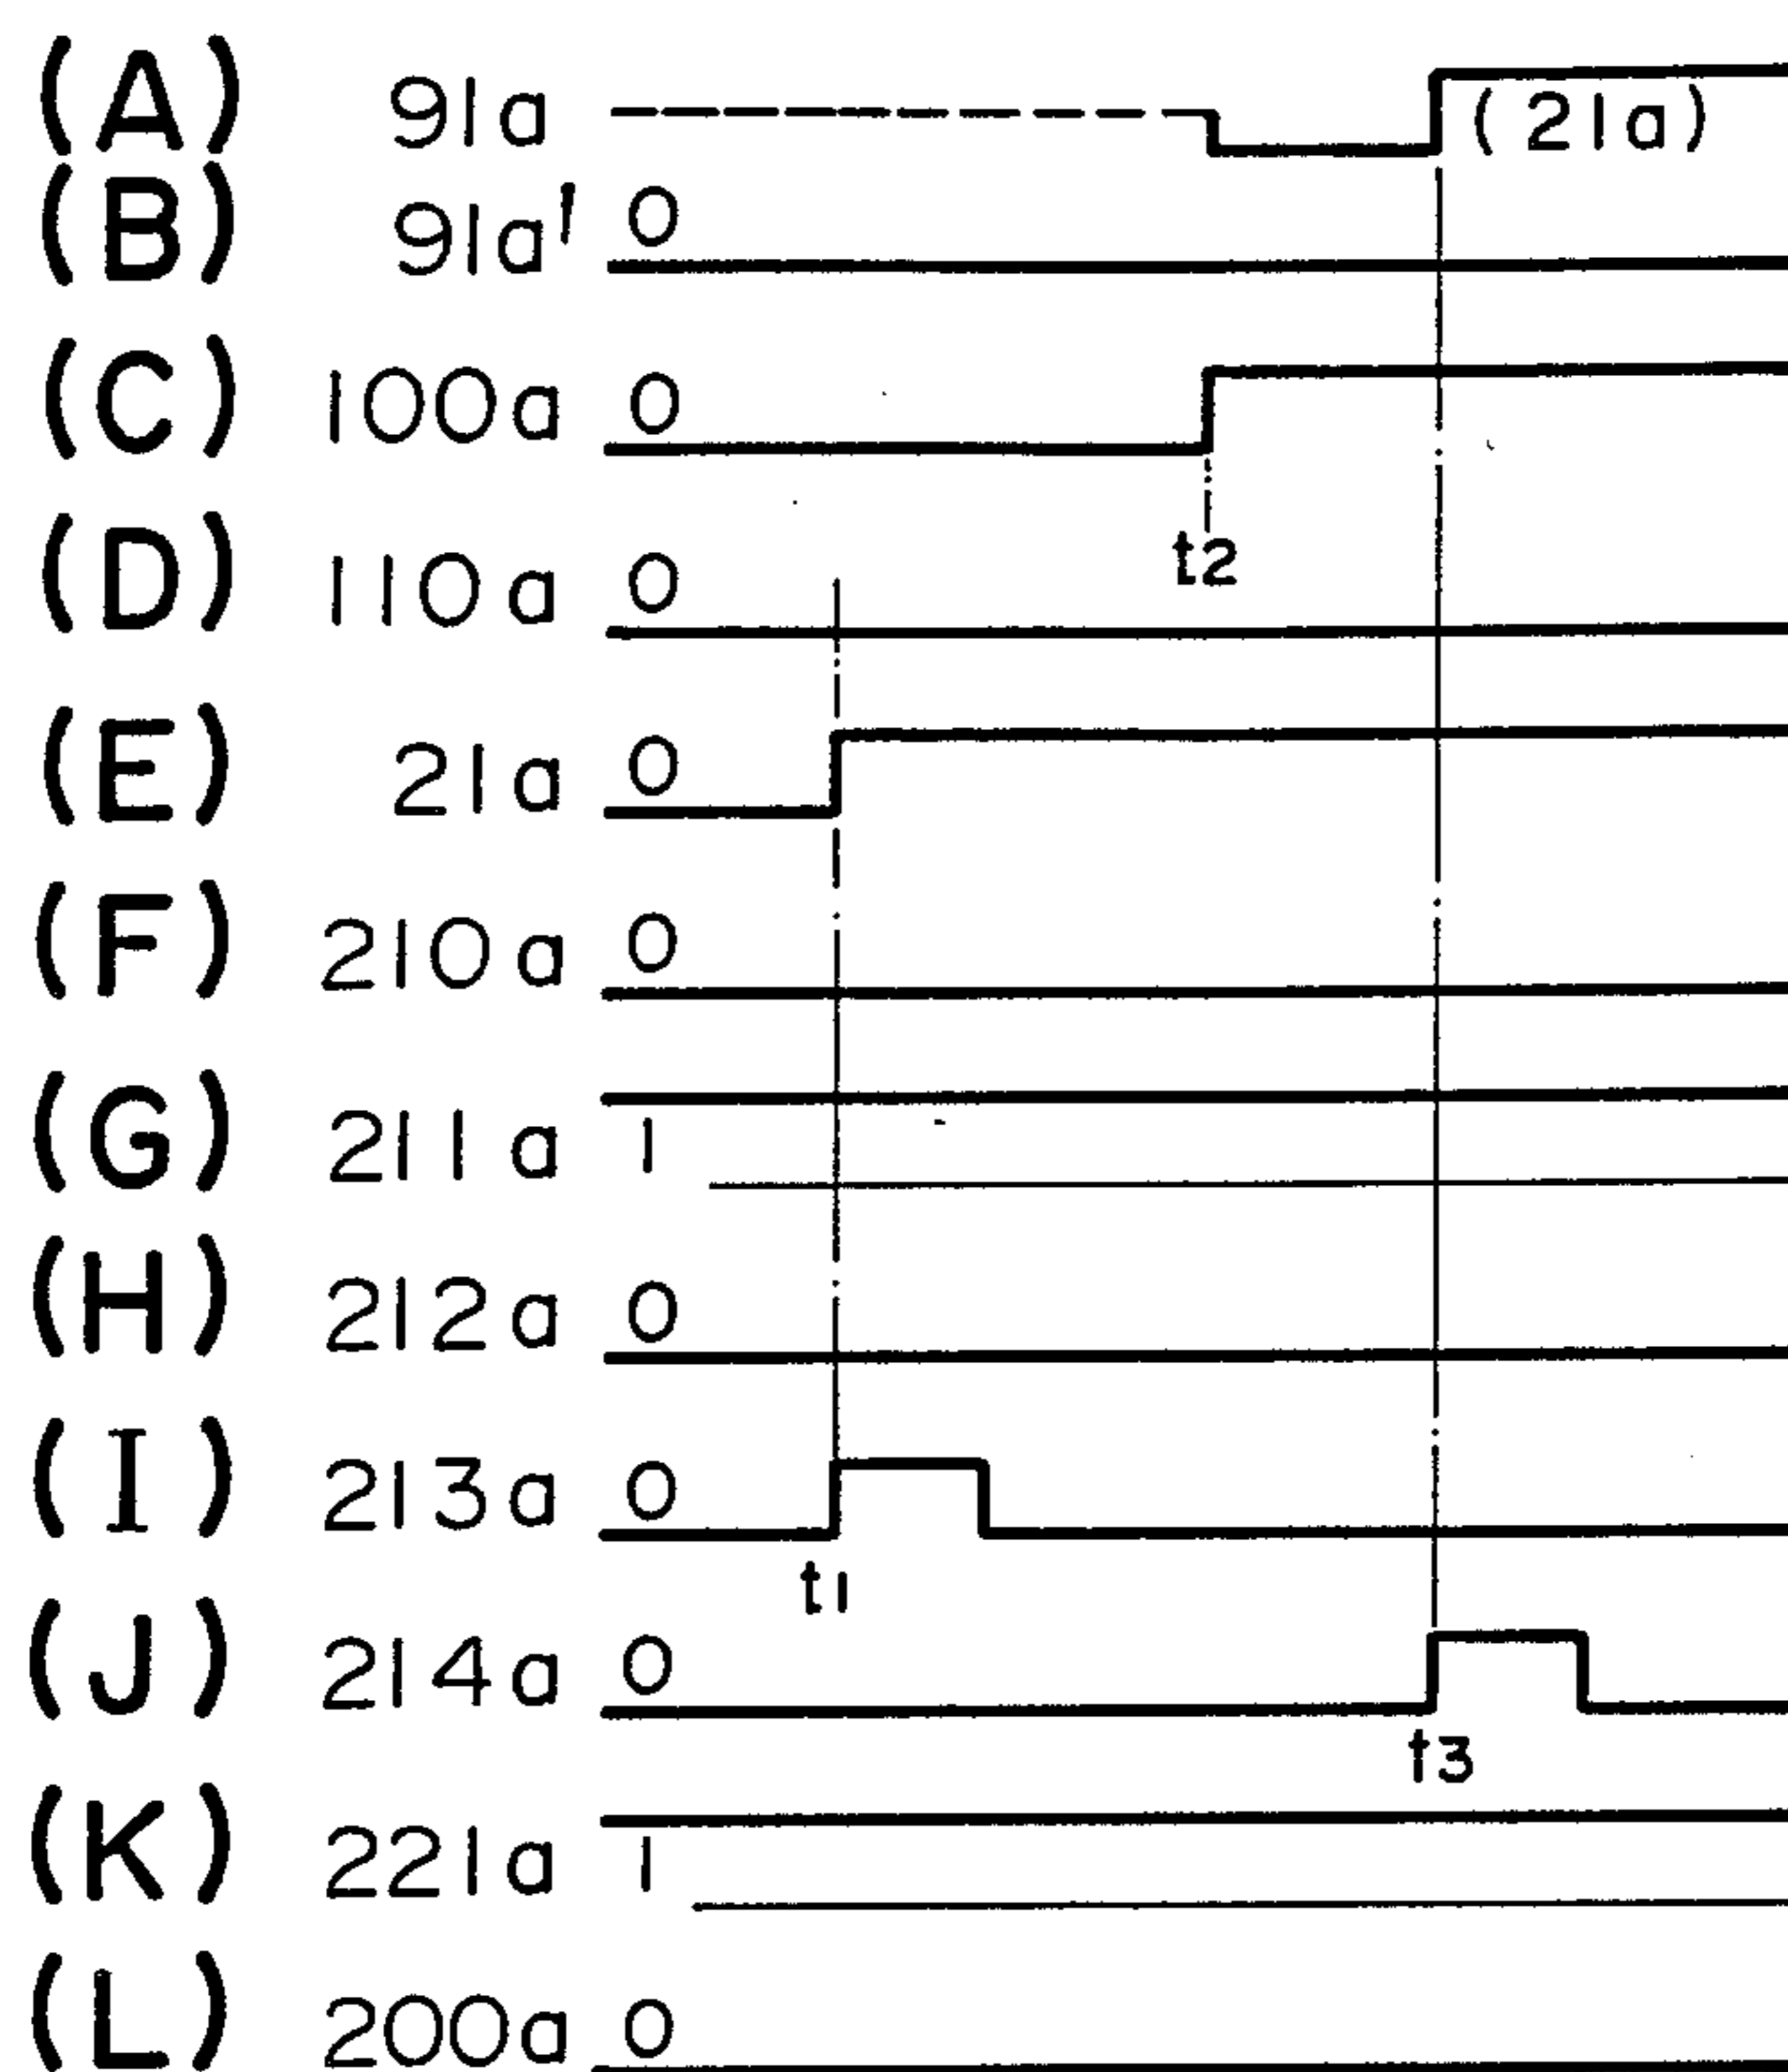 (A) 91a (21a)
(B) 91a' 0
(C) 100a 0
t2
(D) 110a 0
(E) 21a 0
(F) 210a 0
(G) 211a 1
(H) 212a 0
(I) 213a 0
t1
(J) 214a 0
t3
(K) 221a 1
(L) 200a 0